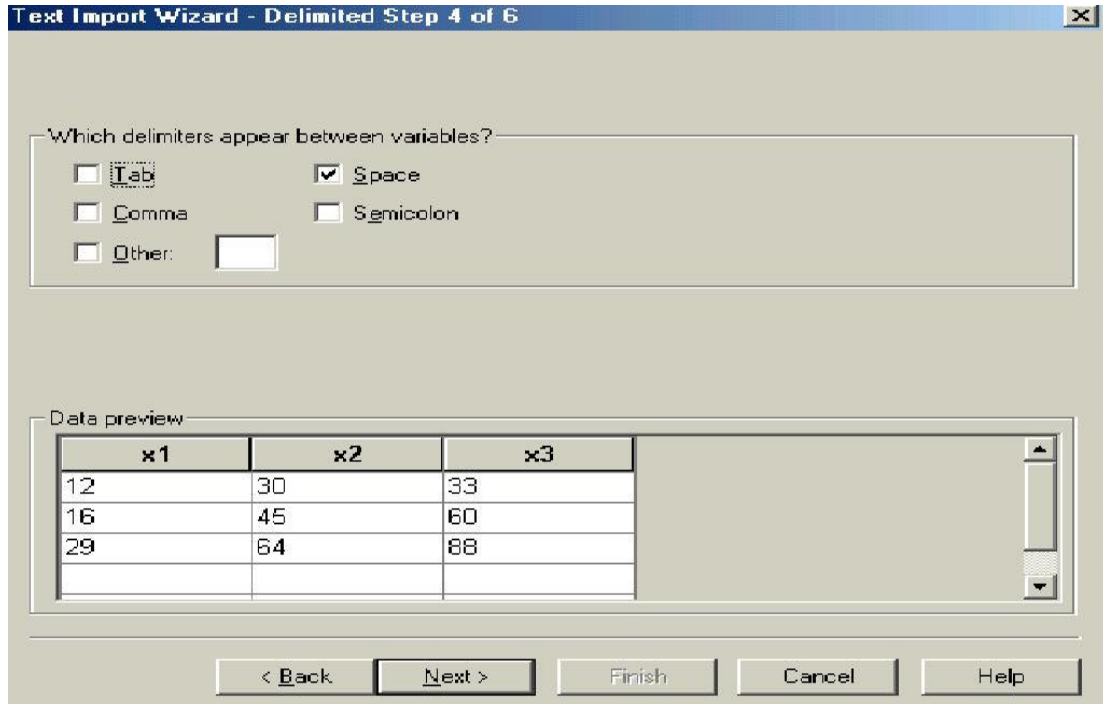 Text Import Wizard - Delimited Step 4 of 6
Which delimiters appear between variables?
Tab Space
Comma Semicolon
Other:
Data preview
x1 x2 x3
12 30 33
16 45 60
29 64 88
< Back Next > Finish Cancel Help